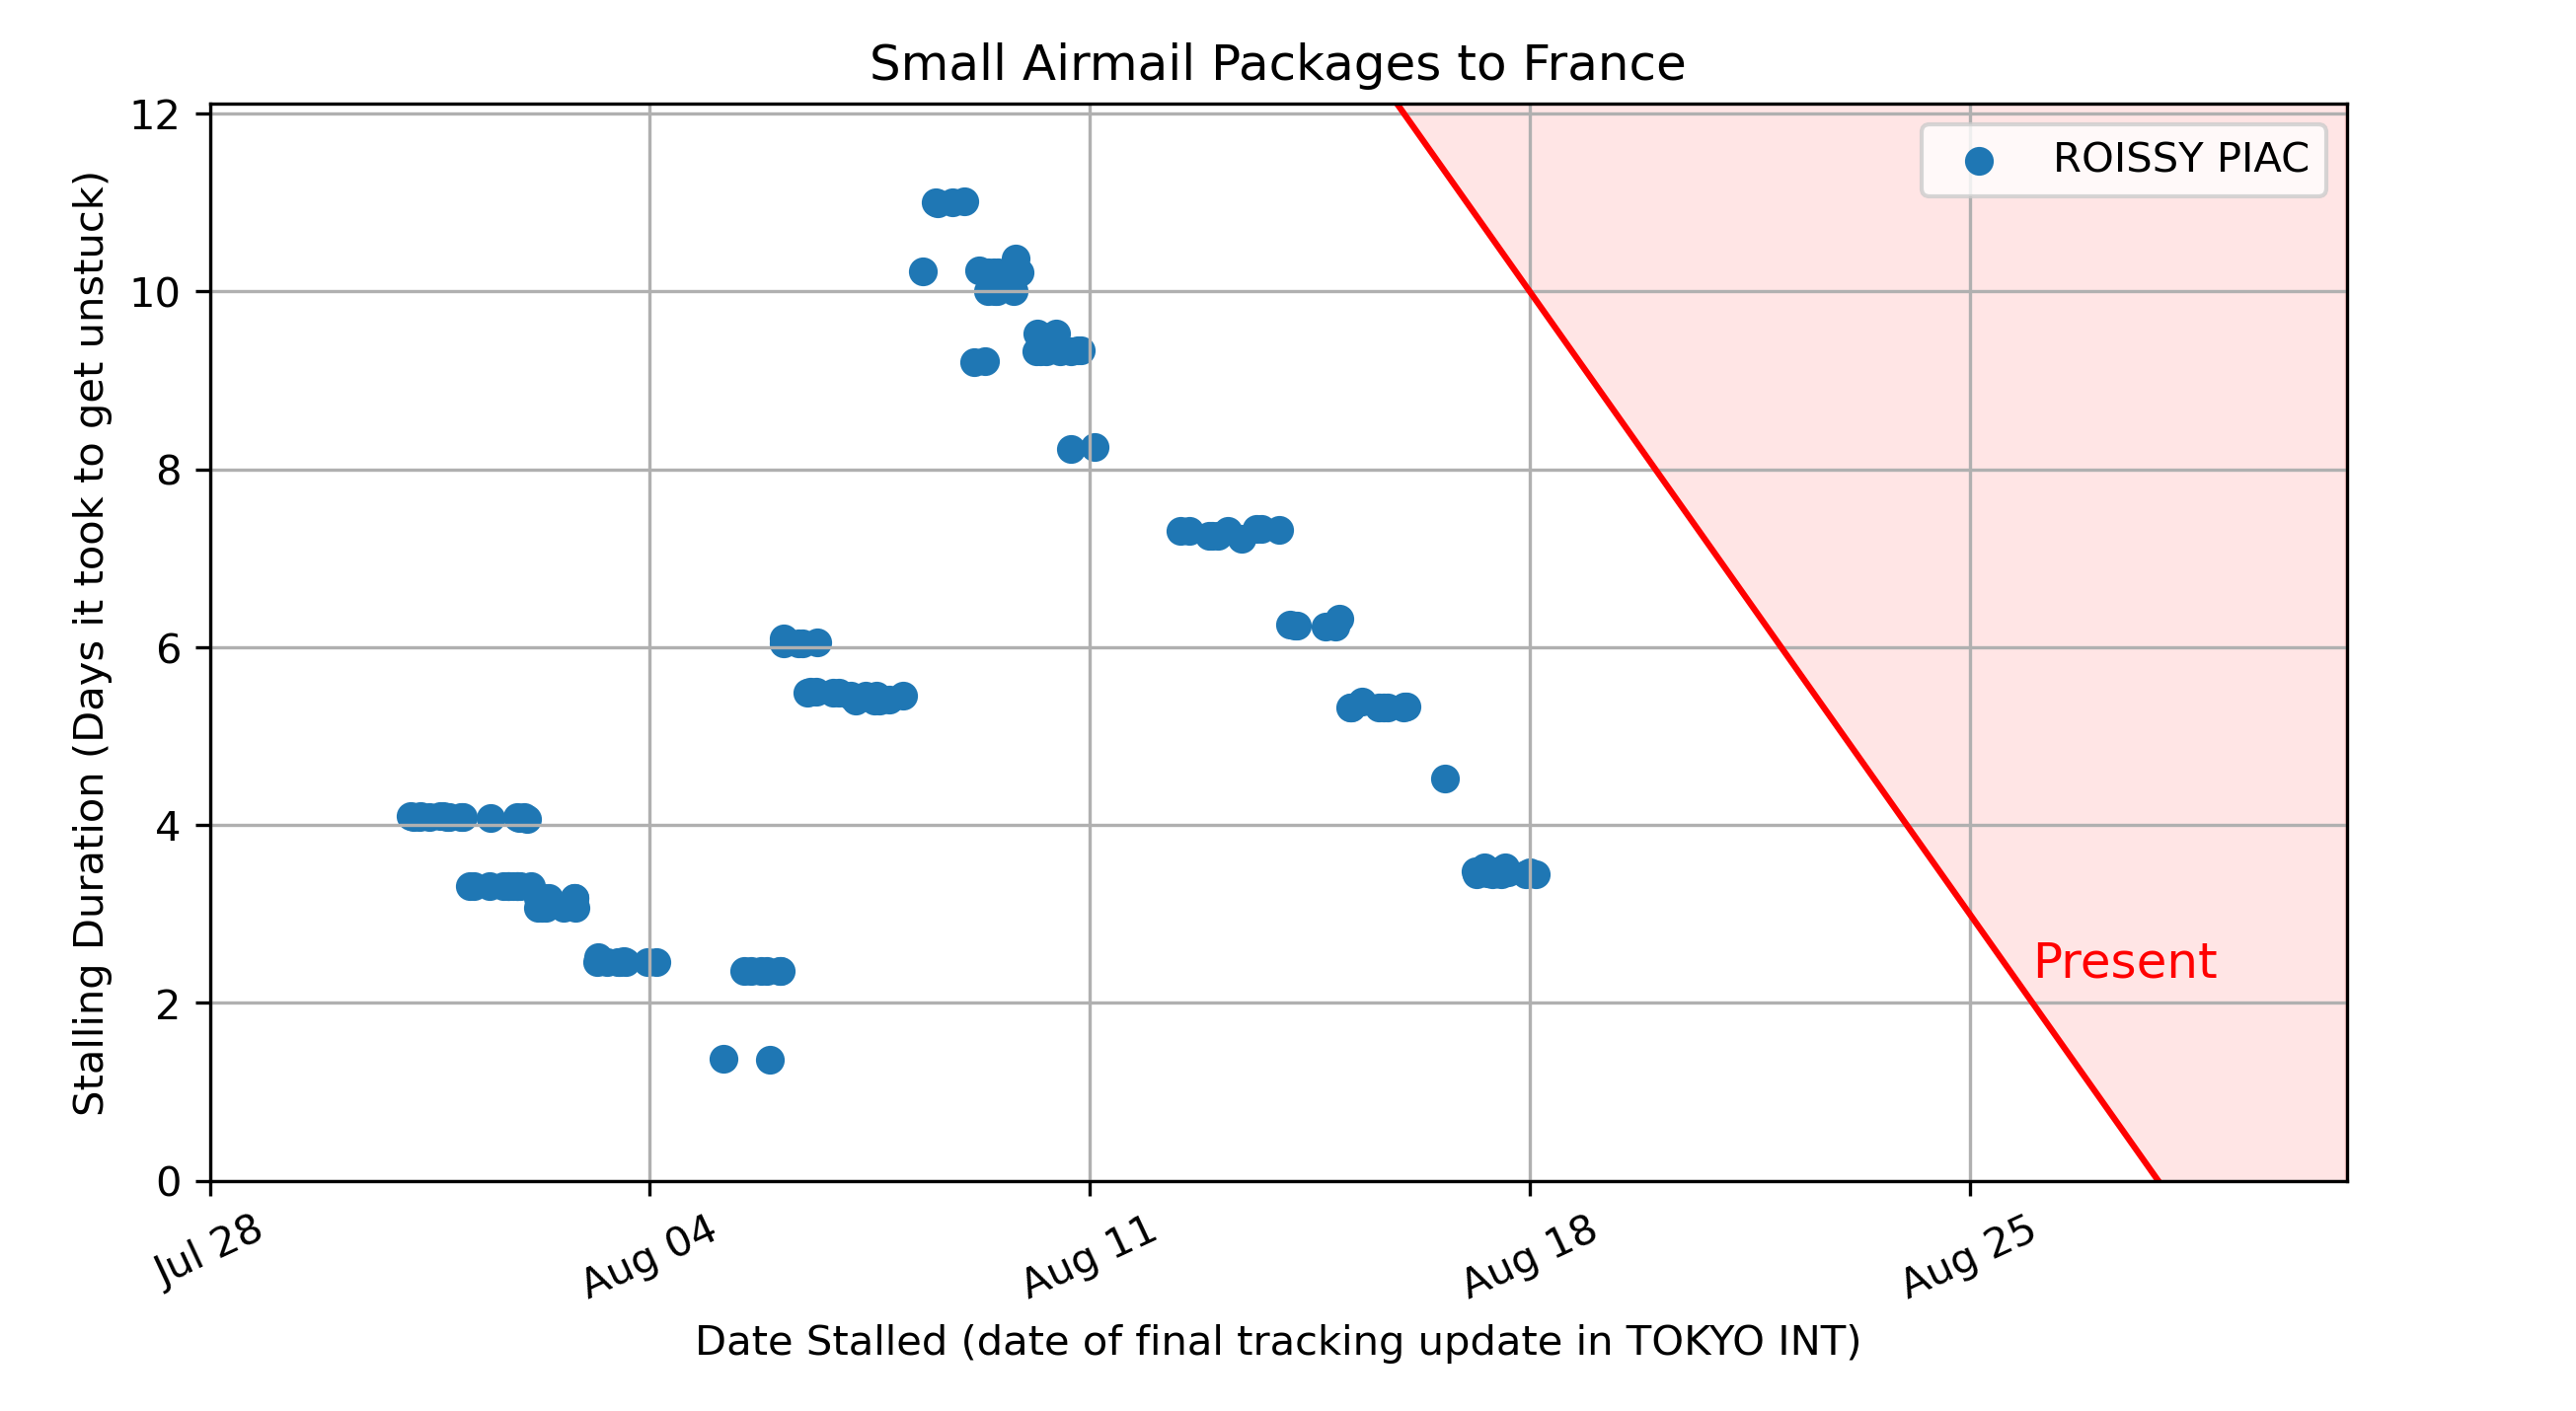 Small Airmail Packages to France
Stalling Duration (Days it took to get unstuck)
12
10
8
6
4
2
0
ROISSY PIAC
Present
Jul 28
Aug 04
Aug 11
Aug 18
Aug 25
Date Stalled (date of final tracking update in TOKYO INT)